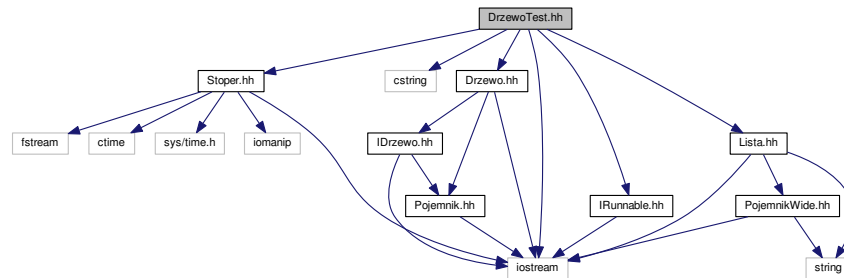 DrzewoTest.hh
Stoper.hh
cstring
Drzewo.hh
fstream
ctime
sys/time.h
iomanip
IDrzewo.hh
Lista.hh
Pojemnik.hh
IRunnable.hh
PojemnikWide.hh
iostream
string